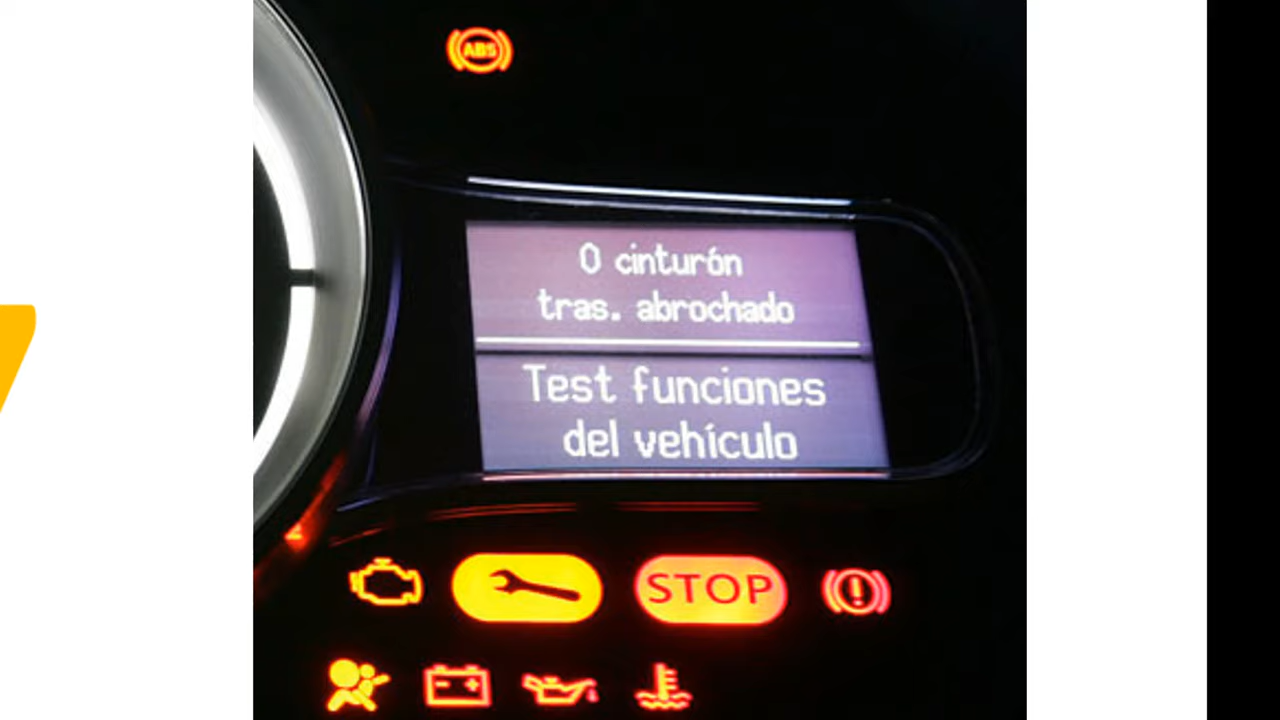 ABS
0 cinturón
tras. abrochado
Test funciones
del vehículo
STOP